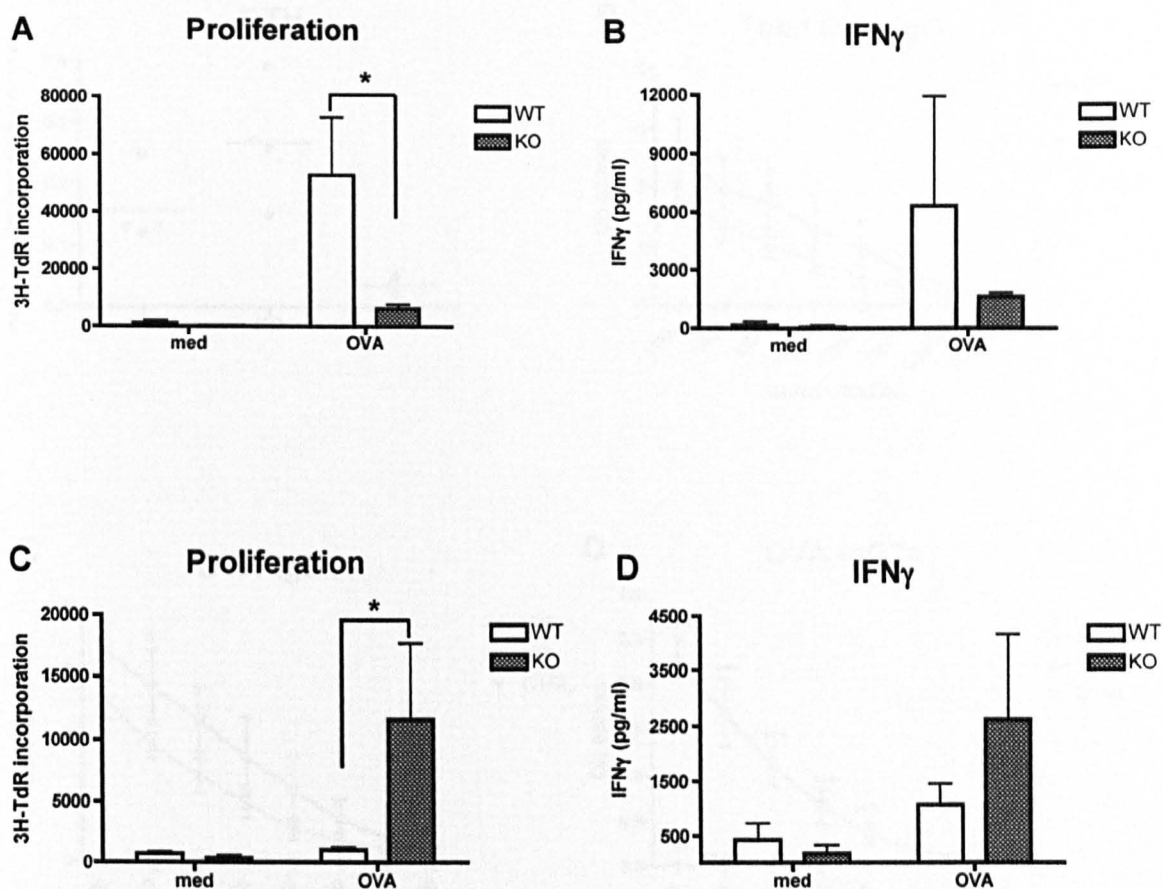 A
Proliferation
80000
60000
40000
20000
0
3H-TdR incorporation
*
WT
KO
med
OVA
B
IFNγ
12000
9000
6000
3000
0
IFNγ (pg/ml)
WT
KO
med
OVA
C
Proliferation
20000
15000
10000
5000
0
3H-TdR incorporation
*
WT
KO
med
OVA
D
IFNγ
4500
3500
2500
1500
500
IFNγ (pg/ml)
WT
KO
med
OVA